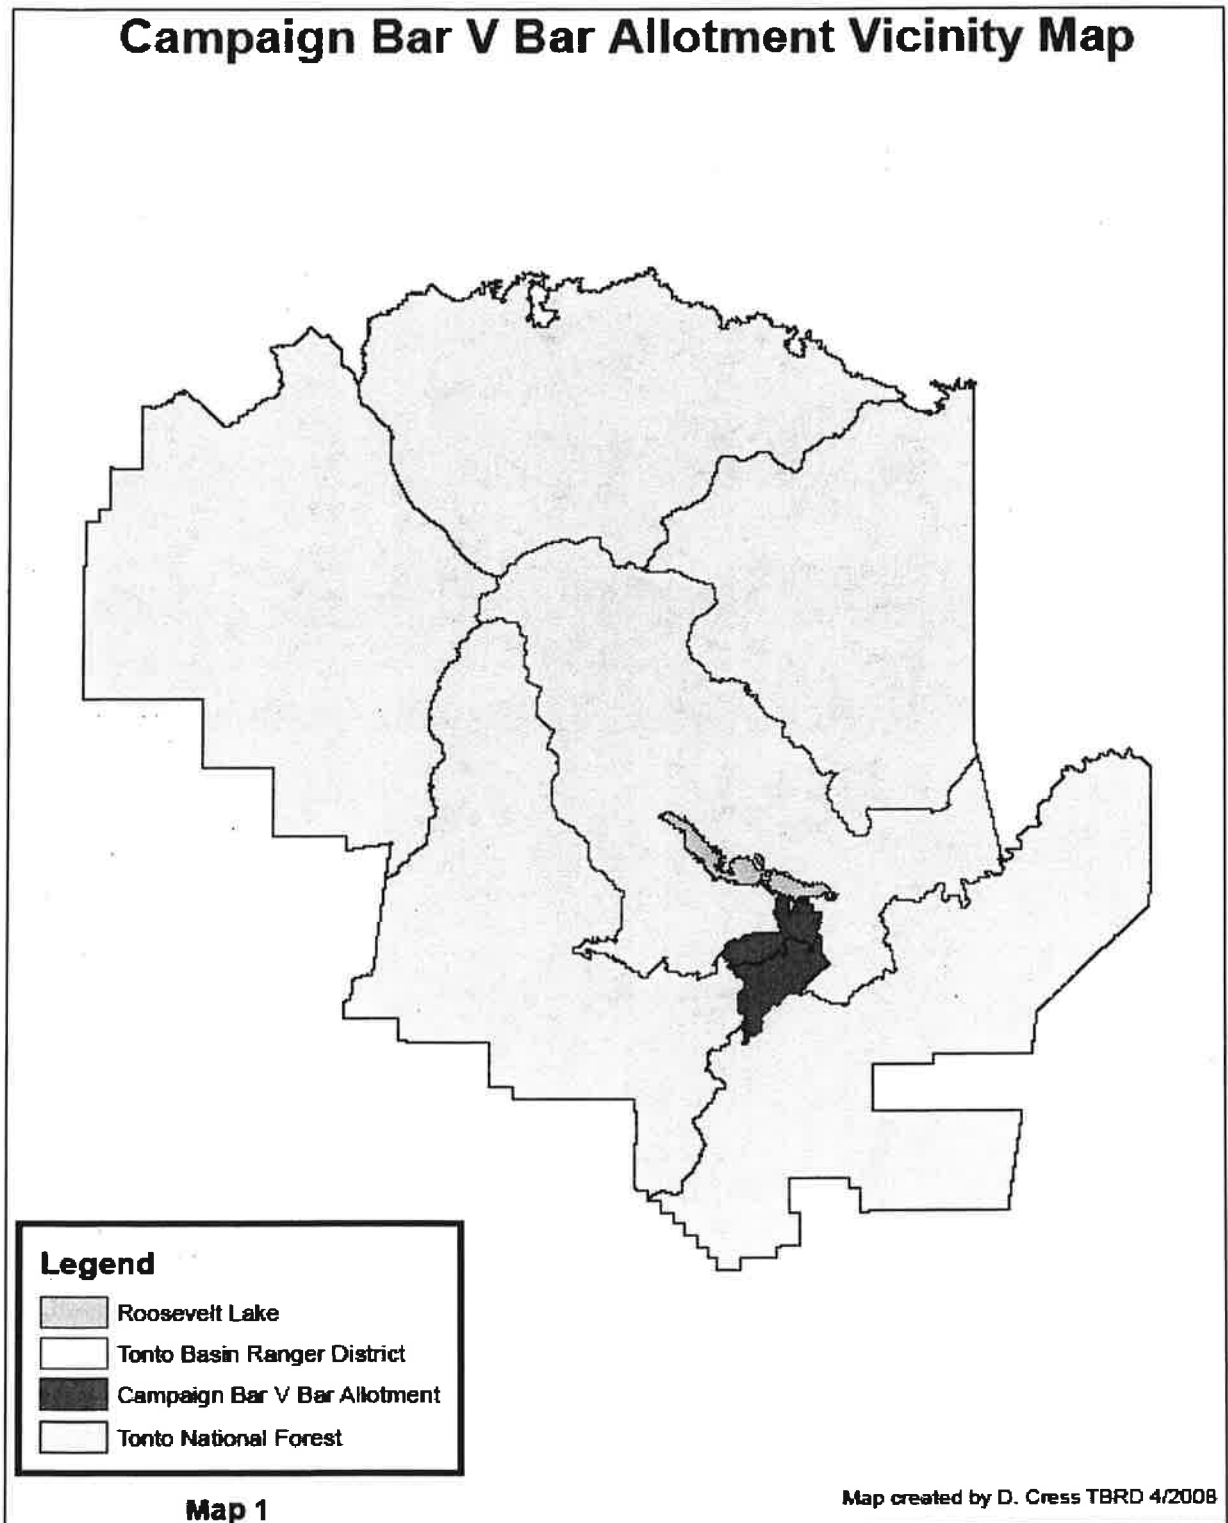 Campaign Bar V Bar Allotment Vicinity Map
Legend
Roosevelt Lake
Tonto Basin Ranger District
Campaign Bar V Bar Allotment
Tonto National Forest
Map 1
Map created by D. Cress TBRD 4/2008